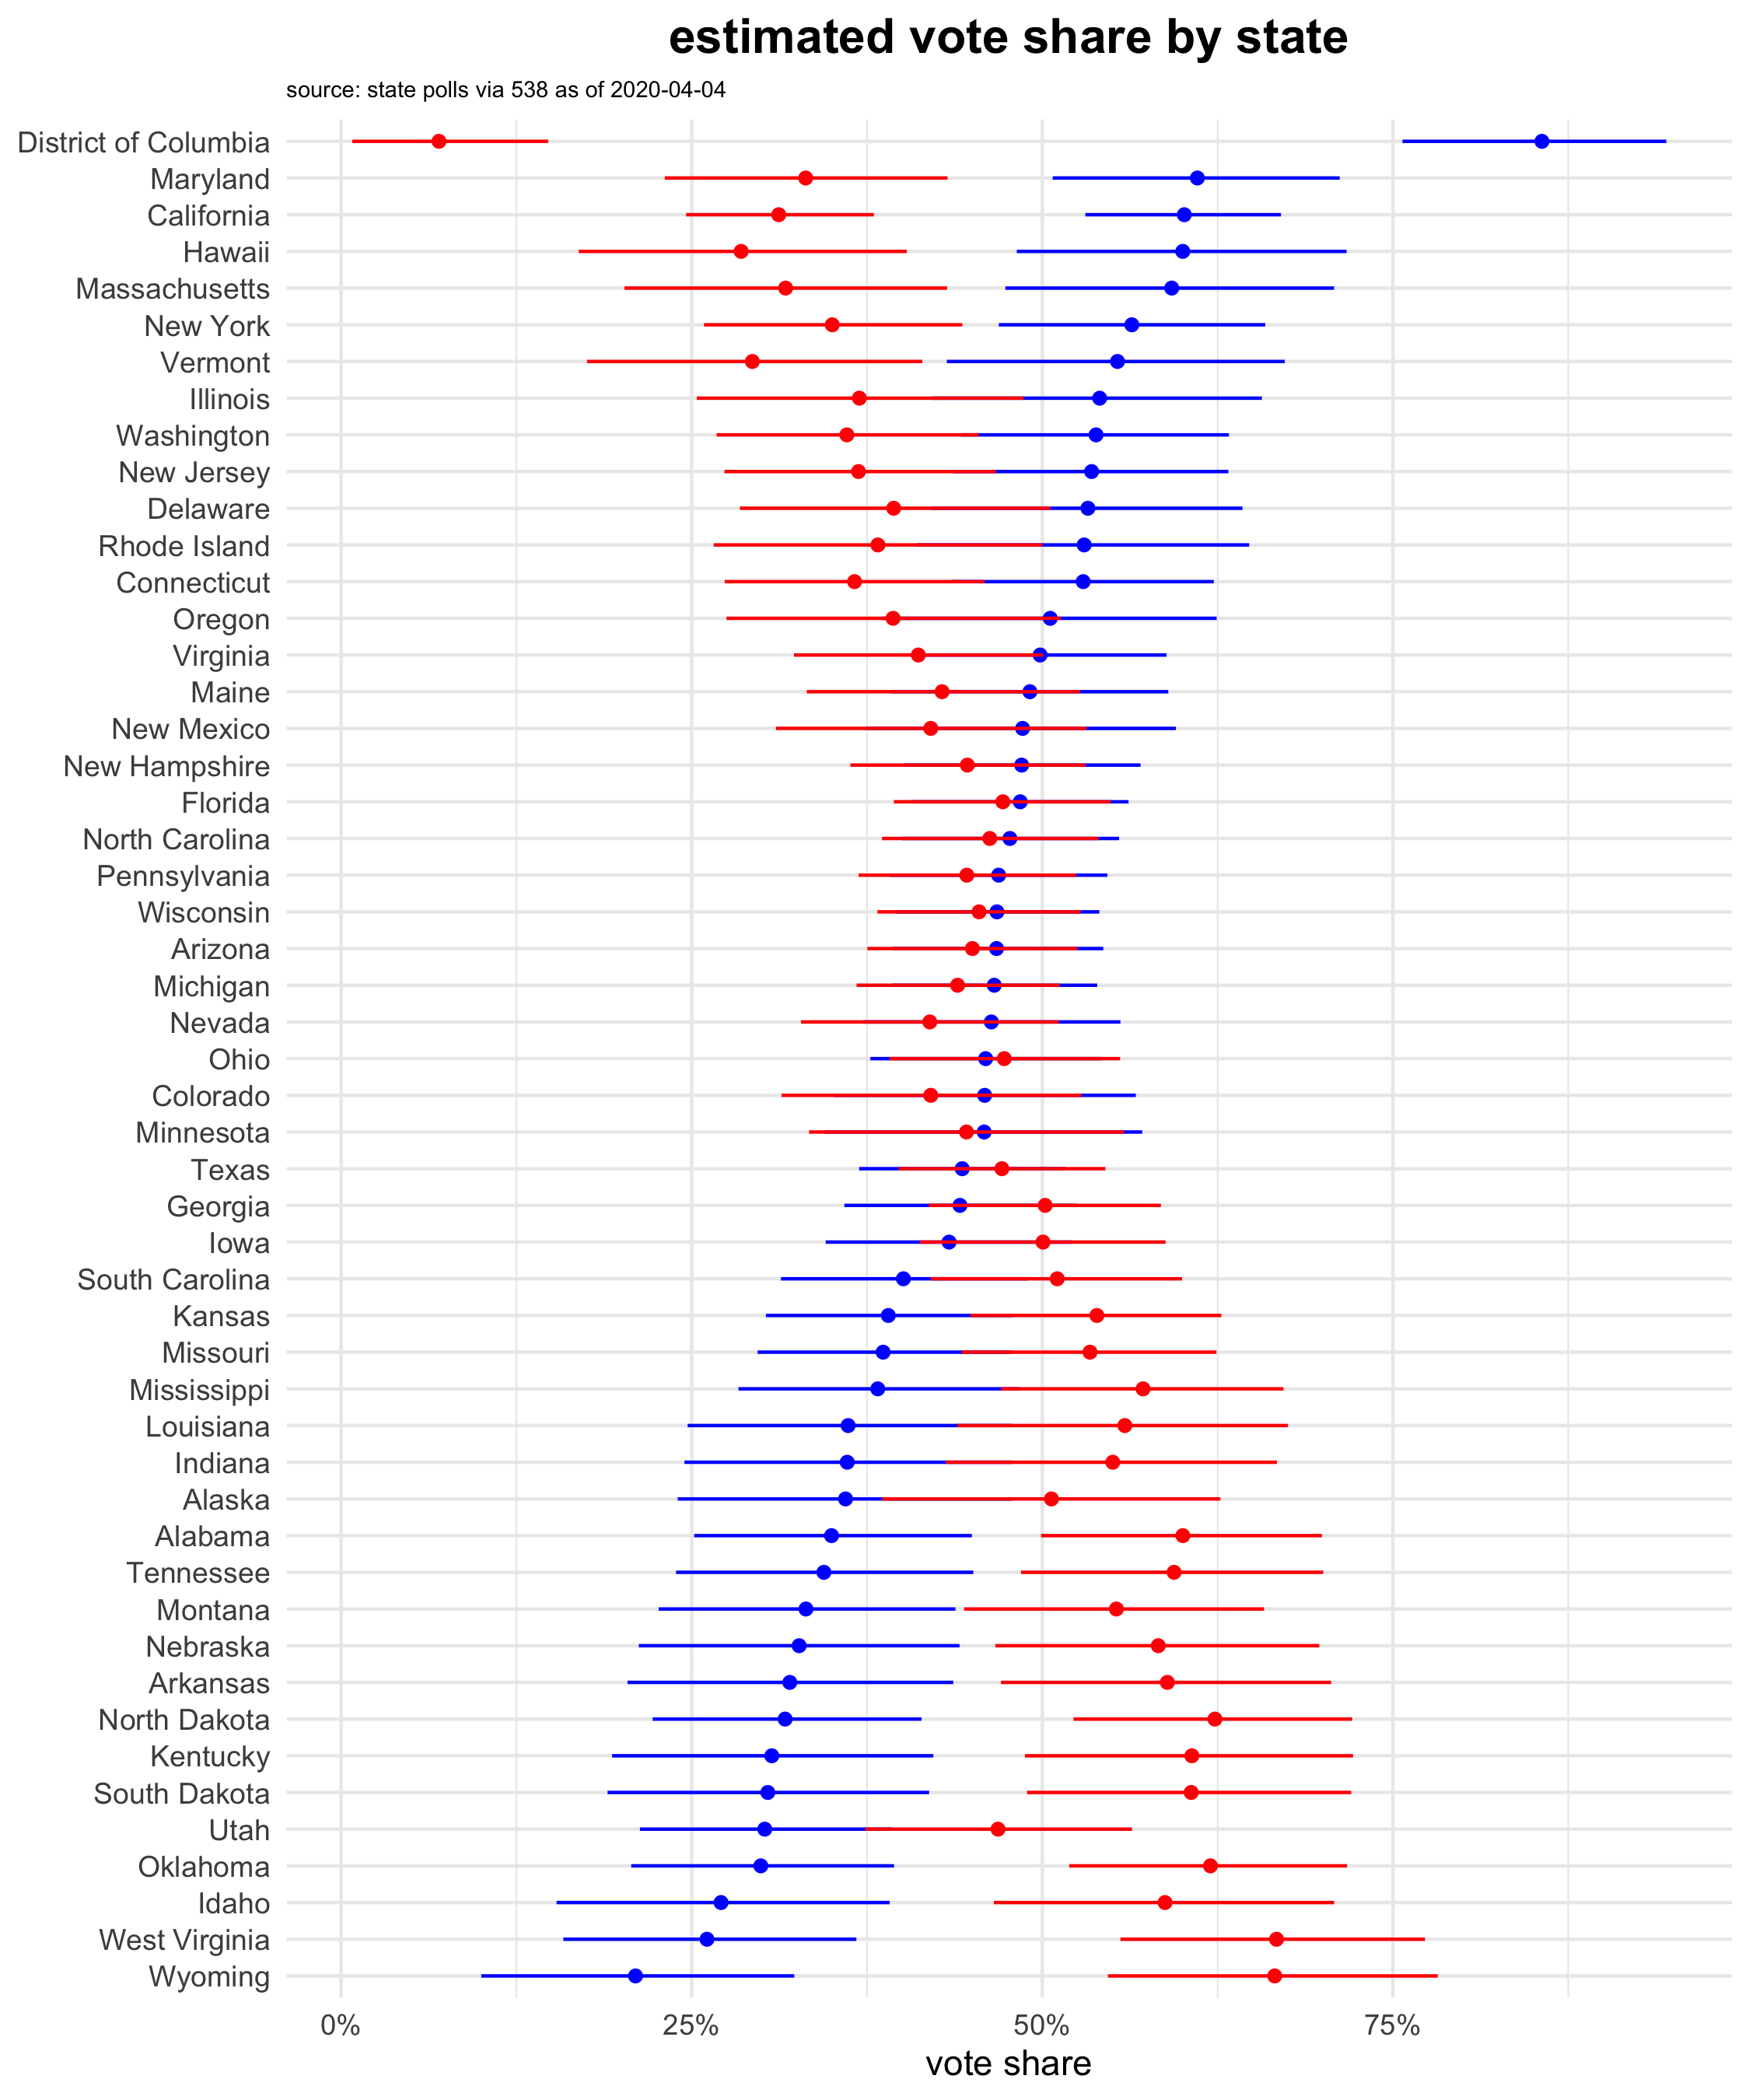 estimated vote share by state
source: state polls via 538 as of 2020-04-04
District of Columbia
Maryland
California
Hawaii
Massachusetts
New York
Vermont
Illinois
Washington
New Jersey
Delaware
Rhode Island
Connecticut
Oregon
Virginia
Maine
New Mexico
New Hampshire
Florida
North Carolina
Pennsylvania
Wisconsin
Arizona
Michigan
Nevada
Ohio
Colorado
Minnesota
Texas
Georgia
Iowa
South Carolina
Kansas
Missouri
Mississippi
Louisiana
Indiana
Alaska
Alabama
Tennessee
Montana
Nebraska
Arkansas
North Dakota
Kentucky
South Dakota
Utah
Oklahoma
Idaho
West Virginia
Wyoming
0% 25% 50% 75%
vote share